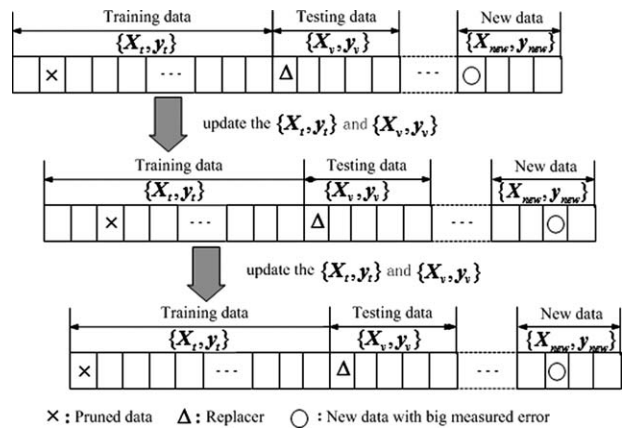 Training data Testing data New data
{X_t, y_t} {X_v, y_v} {X_new, y_new}
× ... Δ ... ○
update the {X_t, y_t} and {X_v, y_v}
Training data Testing data New data
{X_t, y_t} {X_v, y_v} {X_new, y_new}
× ... Δ ... ○
update the {X_t, y_t} and {X_v, y_v}
Training data Testing data New data
{X_t, y_t} {X_v, y_v} {X_new, y_new}
× ... Δ ... ○
× : Pruned data Δ : Replacer ○ : New data with big measured error